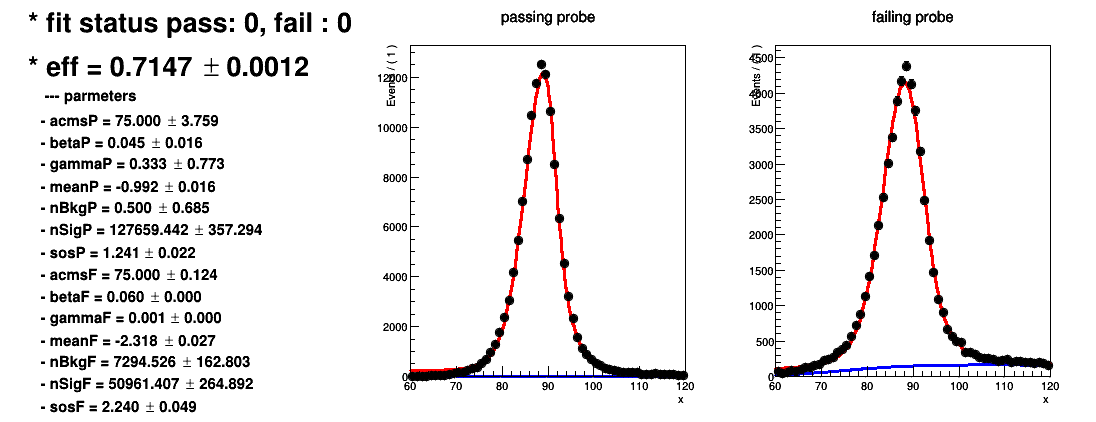 * fit status pass: 0, fail : 0
* eff = 0.7147 ± 0.0012
--- parmeters
- acmsP = 75.000 ± 3.759
- betaP = 0.045 ± 0.016
- gammaP = 0.333 ± 0.773
- meanP = -0.992 ± 0.016
- nBkgP = 0.500 ± 0.685
- nSigP = 127659.442 ± 357.294
- sosP = 1.241 ± 0.022
- acmsF = 75.000 ± 0.124
- betaF = 0.060 ± 0.000
- gammaF = 0.001 ± 0.000
- meanF = -2.318 ± 0.027
- nBkgF = 7294.526 ± 162.803
- nSigF = 50961.407 ± 264.892
- sosF = 2.240 ± 0.049
passing probe
Events / ( 1 )
12000
10000
8000
6000
4000
2000
0
60 70 80 90 100 110 120
x
failing probe
Events / ( 1 )
4500
4000
3500
3000
2500
2000
1500
1000
500
0
60 70 80 90 100 110 120
x